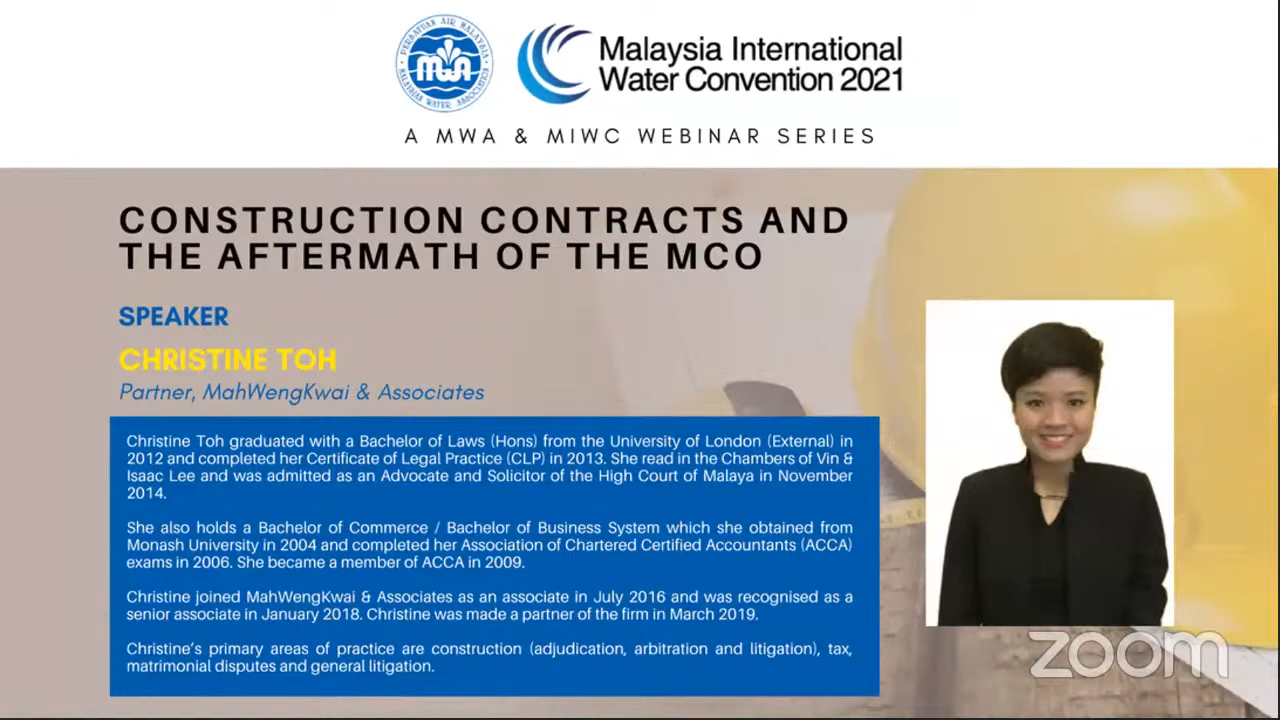 PERSATUAN AIR MALAYSIA
MWA
MALAYSIAN WATER ASSOCIATION
Malaysia International
Water Convention 2021
A MWA & MIWC WEBINAR SERIES
CONSTRUCTION CONTRACTS AND
THE AFTERMATH OF THE MCO
SPEAKER
CHRISTINE TOH
Partner, MahWengKwai & Associates
Christine Toh graduated with a Bachelor of Laws (Hons) from the University of London (External) in
2012 and completed her Certificate of Legal Practice (CLP) in 2013. She read in the Chambers of Vin &
Isaac Lee and was admitted as an Advocate and Solicitor of the High Court of Malaya in November
2014.
She also holds a Bachelor of Commerce / Bachelor of Business System which she obtained from
Monash University in 2004 and completed her Association of Chartered Certified Accountants (ACCA)
exams in 2006. She became a member of ACCA in 2009.
Christine joined MahWengKwai & Associates as an associate in July 2016 and was recognised as a
senior associate in January 2018. Christine was made a partner of the firm in March 2019.
Christine's primary areas of practice are construction (adjudication, arbitration and litigation), tax,
matrimonial disputes and general litigation.
zoom